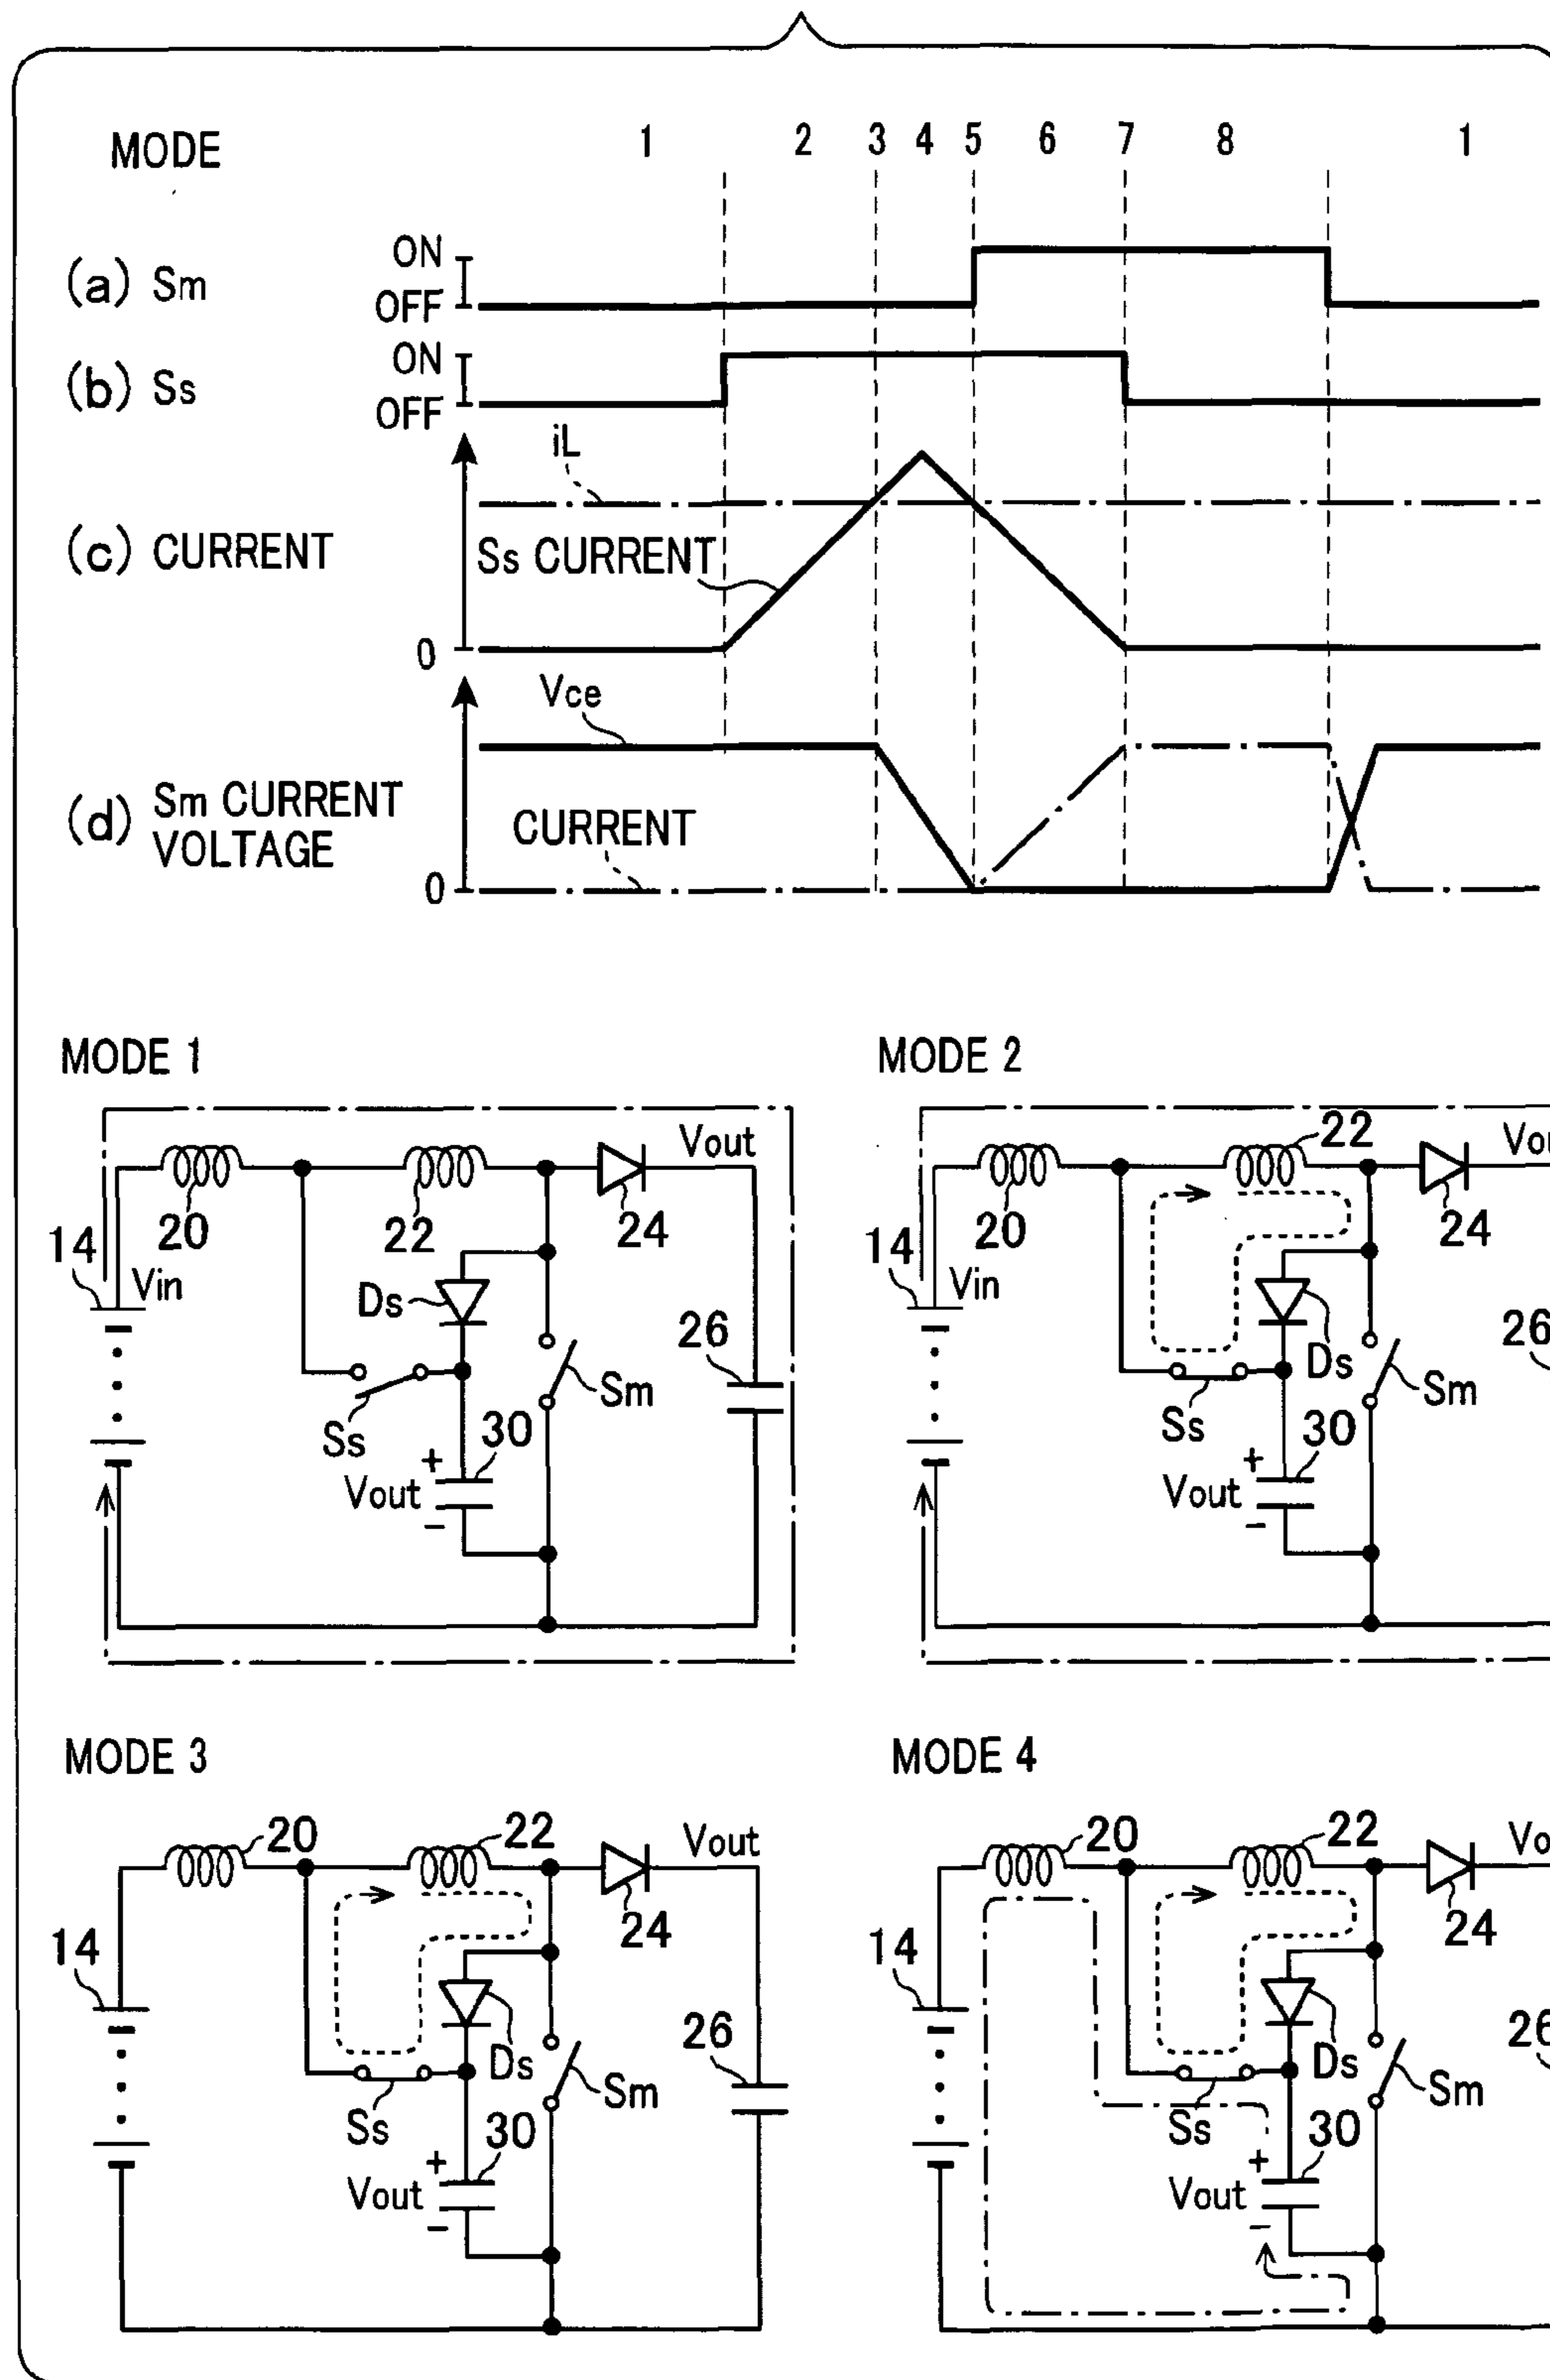 MODE 1 2 3 4 5 6 7 8 1
(a) Sm ON OFF
(b) Ss ON OFF
(c) CURRENT iL Ss CURRENT 0
(d) Sm CURRENT VOLTAGE Vce CURRENT 0
MODE 1
Vout
20
22
24
14
Vin
Ds
26
Ss
Sm
+
30
Vout
−
MODE 2
22
Vou
20
24
14
Vin
Ds
26
Ss
Sm
+
30
Vout
−
MODE 3
20
22
Vout
24
14
Ds
26
Ss
Sm
+
30
Vout
−
MODE 4
20
22
Vo
24
14
Ds
26
Ss
Sm
+
30
Vout
−